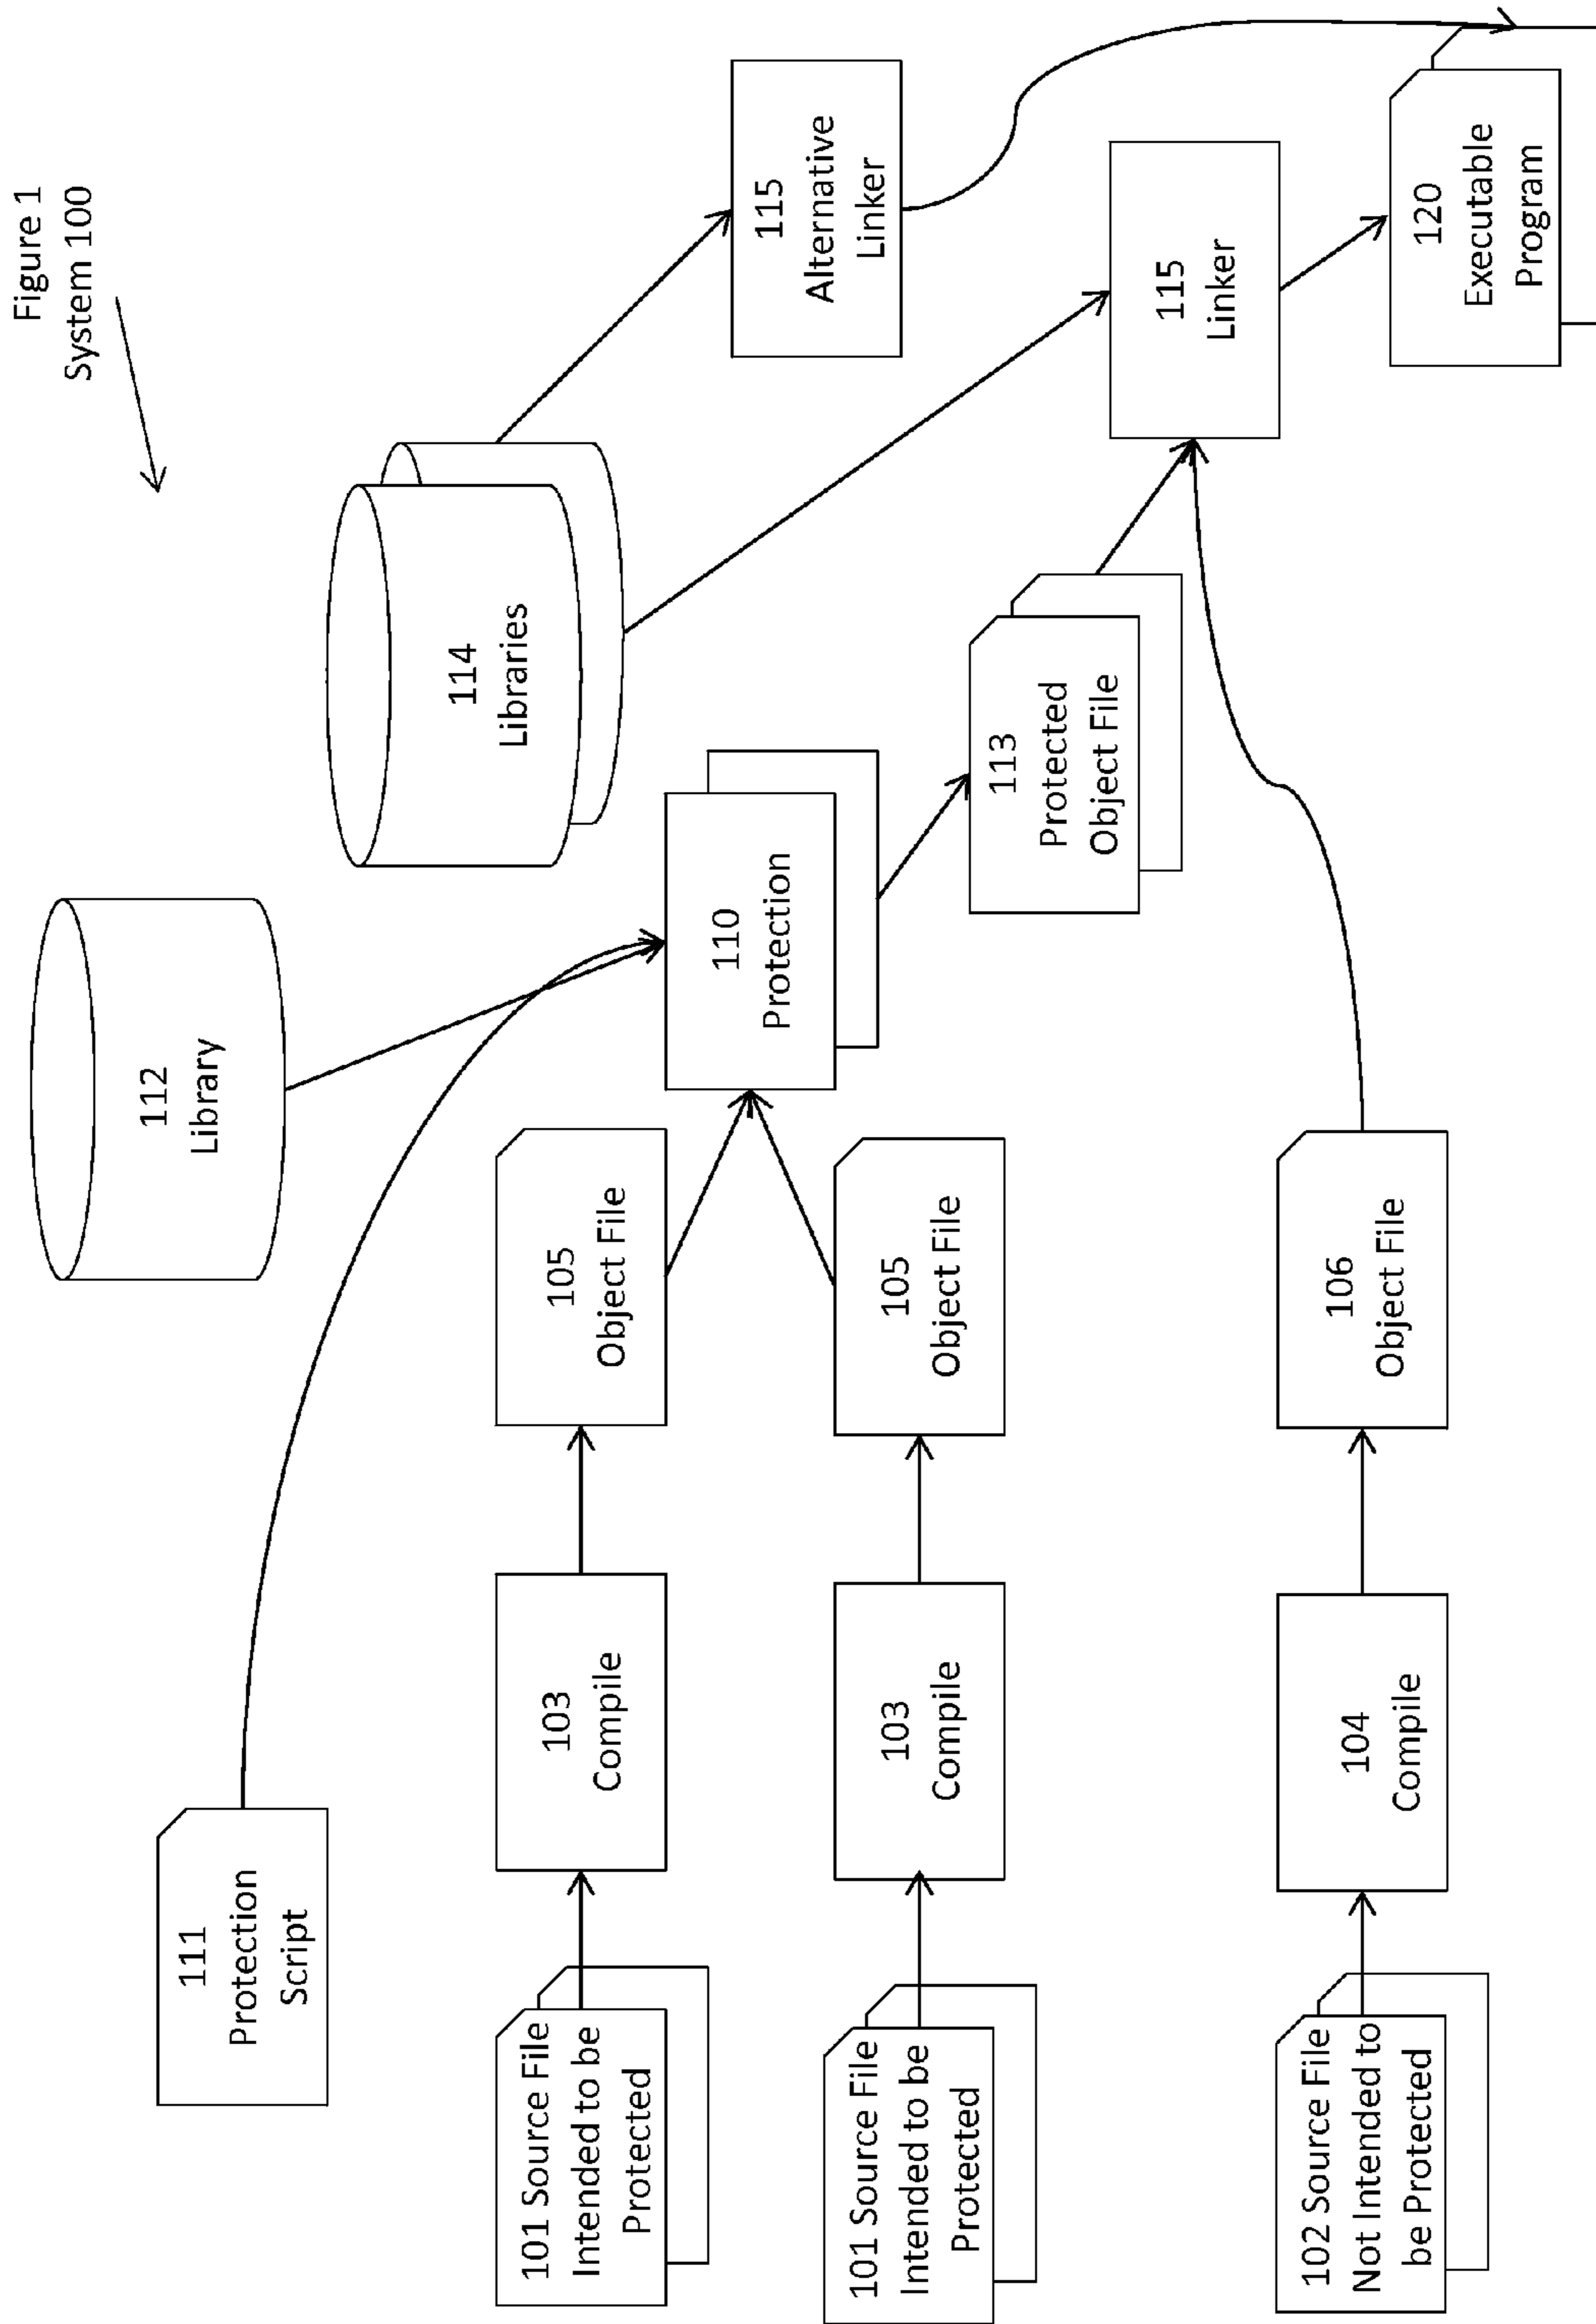 Figure 1
System 100
111
Protection
Script
112
Library
114
Libraries
115
Alternative
Linker
101 Source File
Intended to be
Protected
103
Compile
105
Object File
110
Protection
101 Source File
Intended to be
Protected
103
Compile
105
Object File
113
Protected
Object File
115
Linker
102 Source File
Not Intended to
be Protected
104
Compile
106
Object File
120
Executable
Program